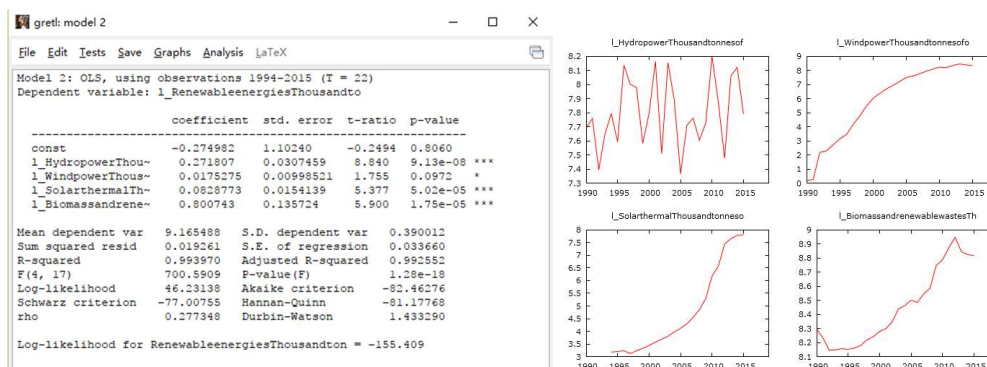 gretl: model 2
File Edit Tests Save Graphs Analysis LaTeX
Model 2: OLS, using observations 1994-2015 (T = 22)
Dependent variable: l_RenewableenergiesThousandto
coefficient std. error t-ratio p-value
const -0.274982 1.10240 -0.2494 0.8060
l_HydropowerThou~ 0.271807 0.0307459 8.840 9.13e-08 ***
l_WindpowerThous~ 0.0175275 0.00998521 1.755 0.0972 *
l_SolarthermalTh~ 0.0828773 0.0154139 5.377 5.02e-05 ***
l_Biomassandrene~ 0.800743 0.135724 5.900 1.75e-05 ***
Mean dependent var 9.165488 S.D. dependent var 0.390012
Sum squared resid 0.019261 S.E. of regression 0.033660
R-squared 0.993970 Adjusted R-squared 0.992552
F(4, 17) 700.5909 P-value(F) 1.28e-18
Log-likelihood 46.23138 Akaike criterion -82.46276
Schwarz criterion -77.00755 Hannan-Quinn -81.17768
rho 0.277348 Durbin-Watson 1.433290
Log-likelihood for RenewableenergiesThousandton = -155.409
l_HydropowerThousandtonnesof
8.2
8.1
8
7.9
7.8
7.7
7.6
7.5
7.4
7.3
1990 1995 2000 2005 2010 2015
l_WindpowerThousandtonnesofo
9
8
7
6
5
4
3
2
1
0
1990 1995 2000 2005 2010 2015
l_SolarthermalThousandtonneso
8
7.5
7
6.5
6
5.5
5
4.5
4
3.5
3
1990 1995 2000 2005 2010 2015
l_BiomassandrenewablewastesTh
9
8.9
8.8
8.7
8.6
8.5
8.4
8.3
8.2
8.1
1990 1995 2000 2005 2010 2015